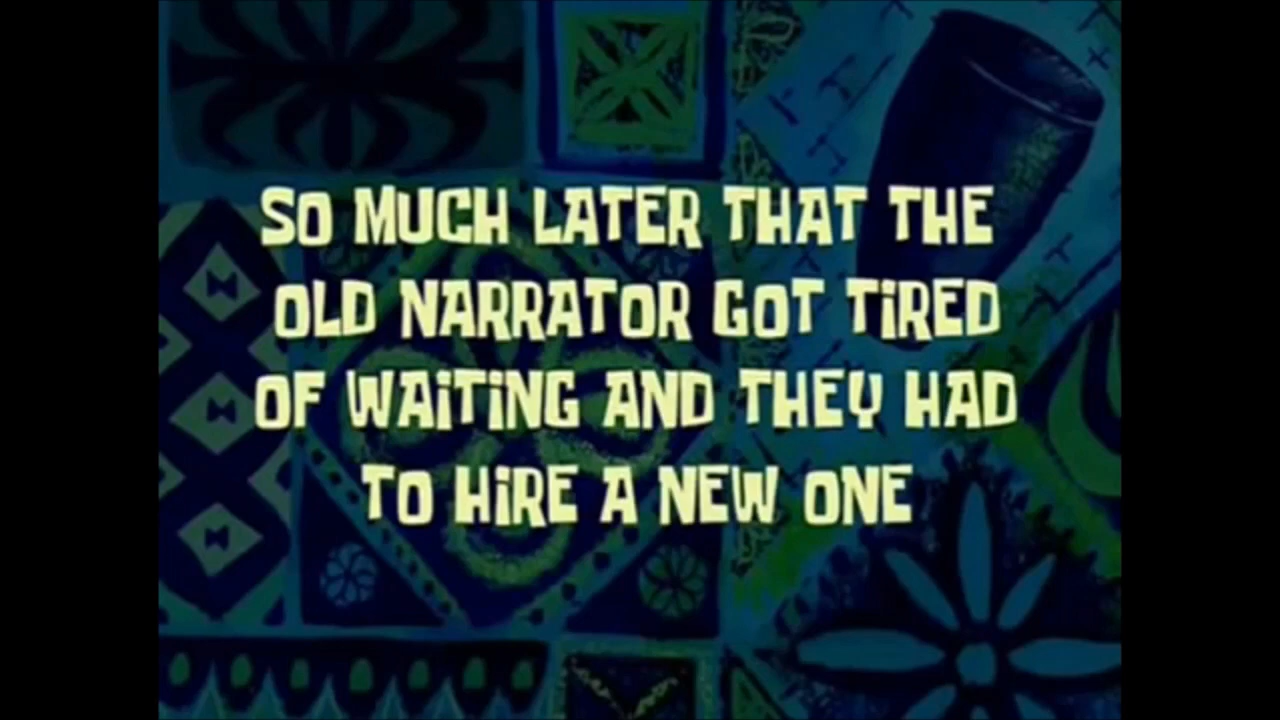 SO MUCH LATER THAT THE
OLD NARRATOR GOT TIRED
OF WAITING AND THEY HAD
TO HIRE A NEW ONE